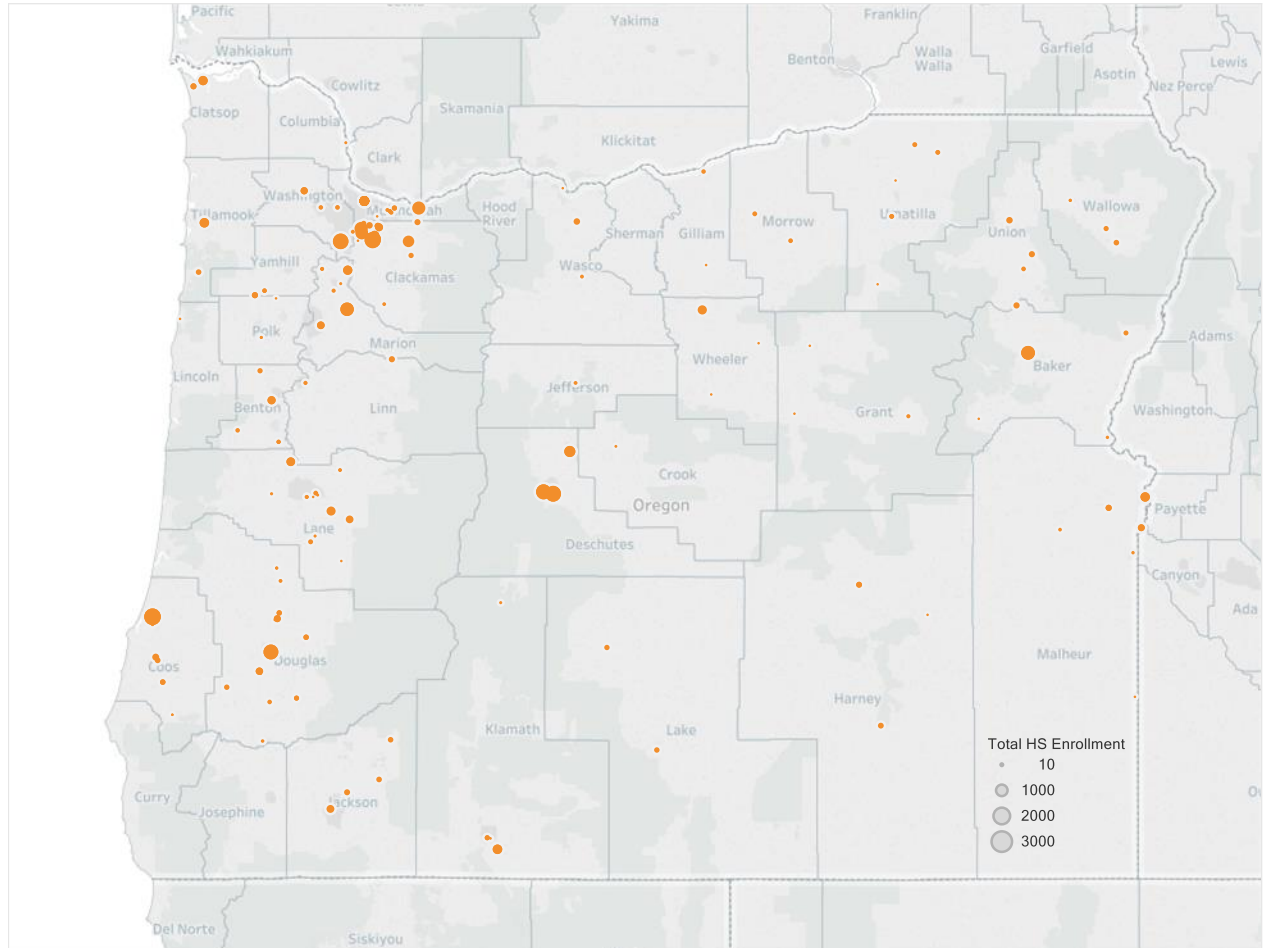 Pacific
Yakima
Franklin
Wahkiakum
Benton
Walla
Walla
Garfield
Lewis
Asotin
Nez Perce
Cowlitz
Skamania
Clatsop
Columbia
Klickitat
Clark
Washington
Multnomah
Hood
River
Tillamook
Sherman
Gilliam
Morrow
Umatilla
Union
Wallowa
Yamhill
Clackamas
Wasco
Polk
Marion
Wheeler
Baker
Adams
Lincoln
Benton
Linn
Jefferson
Grant
Washington
Crook
Oregon
Payette
Lane
Deschutes
Canyon
Ada
Coos
Douglas
Malheur
Klamath
Lake
Harney
Total HS Enrollment
10
1000
2000
3000
Curry
Josephine
Jackson
Del Norte
Siskiyou